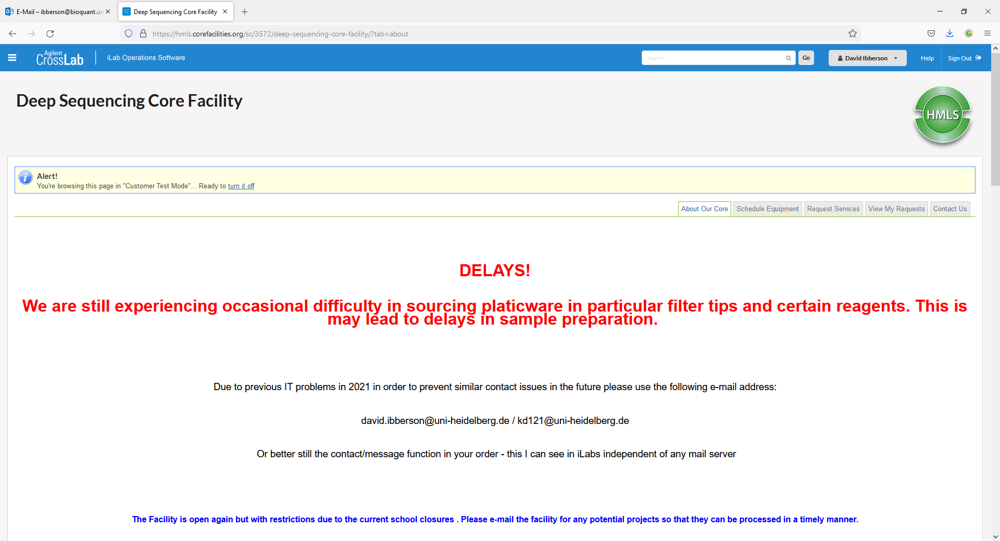 E-Mail – ibberson@bioquant.un
Deep Sequencing Core Facility
https://hmls.corefacilities.org/sc/3572/deep-sequencing-core-facility/?tab=about
Agilent
CrossLab
iLab Operations Software
Search...
Go
David Ibberson
Help
Sign Out
Deep Sequencing Core Facility
HMLS
Alert!
You're browsing this page in "Customer Test Mode"... Ready to turn it off
About Our Core
Schedule Equipment
Request Services
View My Requests
Contact Us
DELAYS!
We are still experiencing occasional difficulty in sourcing platicware in particular filter tips and certain reagents. This is
may lead to delays in sample preparation.
Due to previous IT problems in 2021 in order to prevent similar contact issues in the future please use the following e-mail address:
david.ibberson@uni-heidelberg.de / kd121@uni-heidelberg.de
Or better still the contact/message function in your order - this I can see in iLabs independent of any mail server
The Facility is open again but with restrictions due to the current school closures . Please e-mail the facility for any potential projects so that they can be processed in a timely manner.